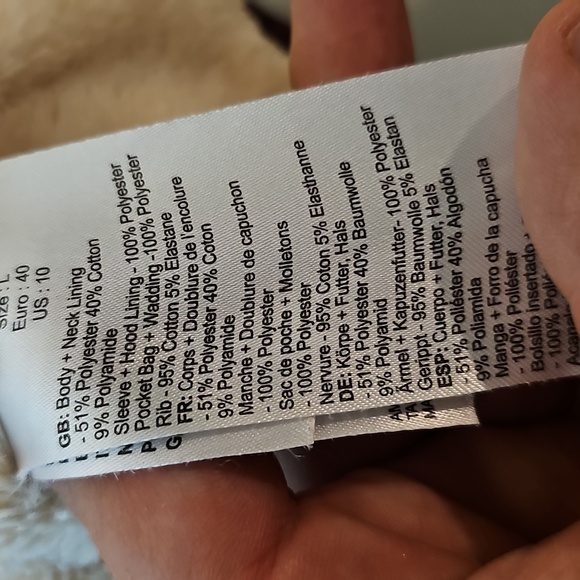 Size : L
Euro : 40
US : 10
GB: Body + Neck Lining
- 51% Polyester 40% Cotton
9% Polyamide
Sleeve + Hood Lining - 100% Polyester
Pocket Bag + Wadding -100% Polyester
Rib - 95% Cotton 5% Elastane
FR: Corps + Doublure de l'encolure
- 51% Polyester 40% Coton
9% Polyamide
Manche + Doublure de capuchon
- 100% Polyester
Sac de poche + Molletons
- 100% Polyester
Nervure - 95% Coton 5% Elasthanne
DE: Körpe + Futter, Hals
- 51% Polyester 40% Baumwolle
9% Polyamid
Ärmel + Kapuzenfutter- 100% Polyester
Gerippt - 95% Baumwolle 5% Elastan
ESP: Cuerpo + Futter, Hals
- 51% Poliéster 40% Algodón
9% Poliamida
Manga + Forro de la capucha
- 100% Poliéster
Bolsillo insertado +
- 100%